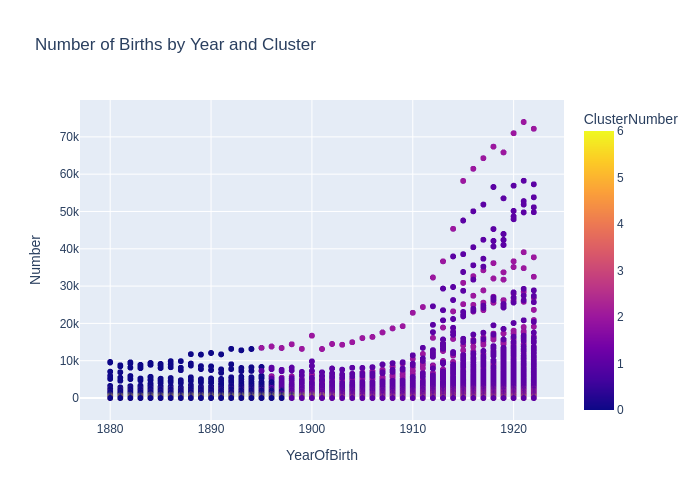 Number of Births by Year and Cluster
ClusterNumber
6
5
4
3
2
1
0
Number
70k
60k
50k
40k
30k
20k
10k
0
1880
1890
1900
1910
1920
YearOfBirth